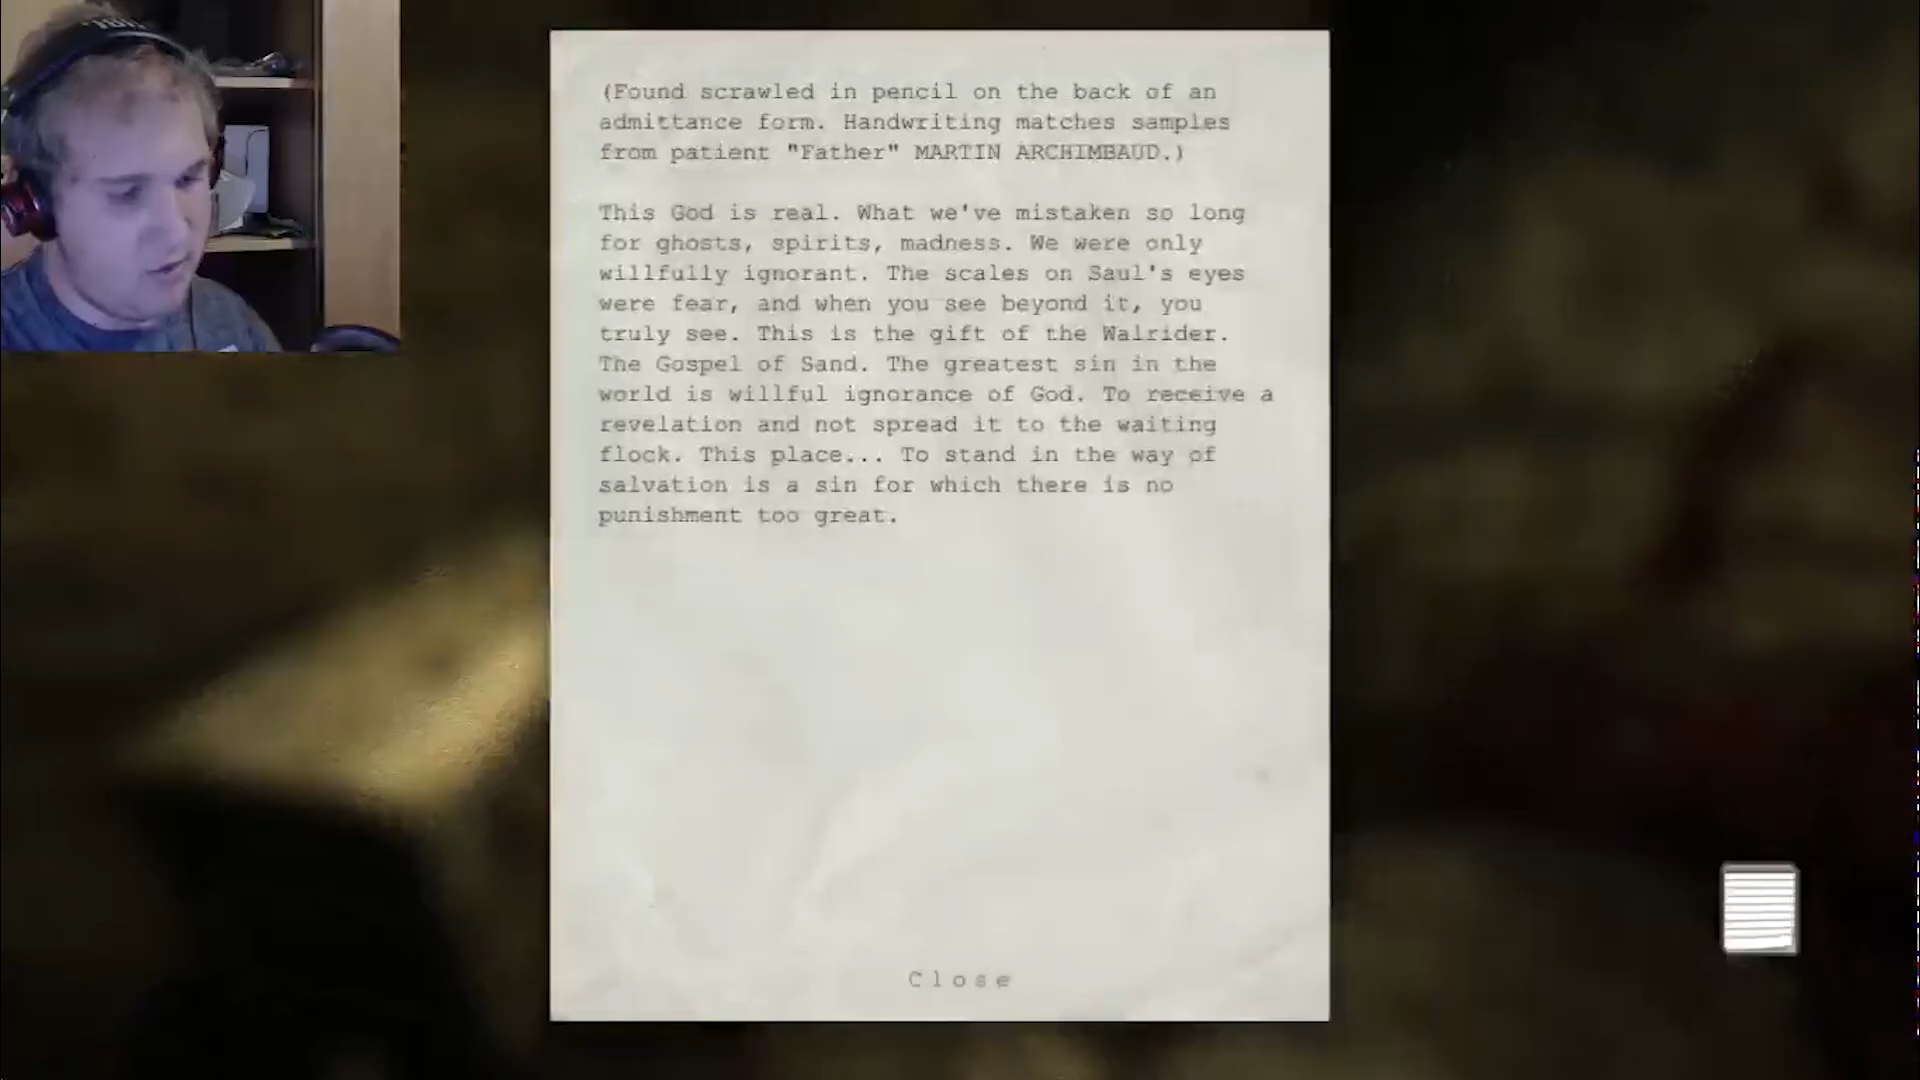 (Found scrawled in pencil on the back of an
admittance form. Handwriting matches samples
from patient "Father" MARTIN ARCHIMBAUD.)
This God is real. What we've mistaken so long
for ghosts, spirits, madness. We were only
willfully ignorant. The scales on Saul's eyes
were fear, and when you see beyond it, you
truly see. This is the gift of the Walrider.
The Gospel of Sand. The greatest sin in the
world is willful ignorance of God. To receive a
revelation and not spread it to the waiting
flock. This place... To stand in the way of
salvation is a sin for which there is no
punishment too great.
Close